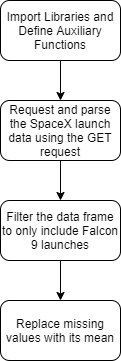 Import Libraries and
Define Auxiliary
Functions
Request and parse
the SpaceX launch
data using the GET
request
Filter the data frame
to only include Falcon
9 launches
Replace missing
values with its mean